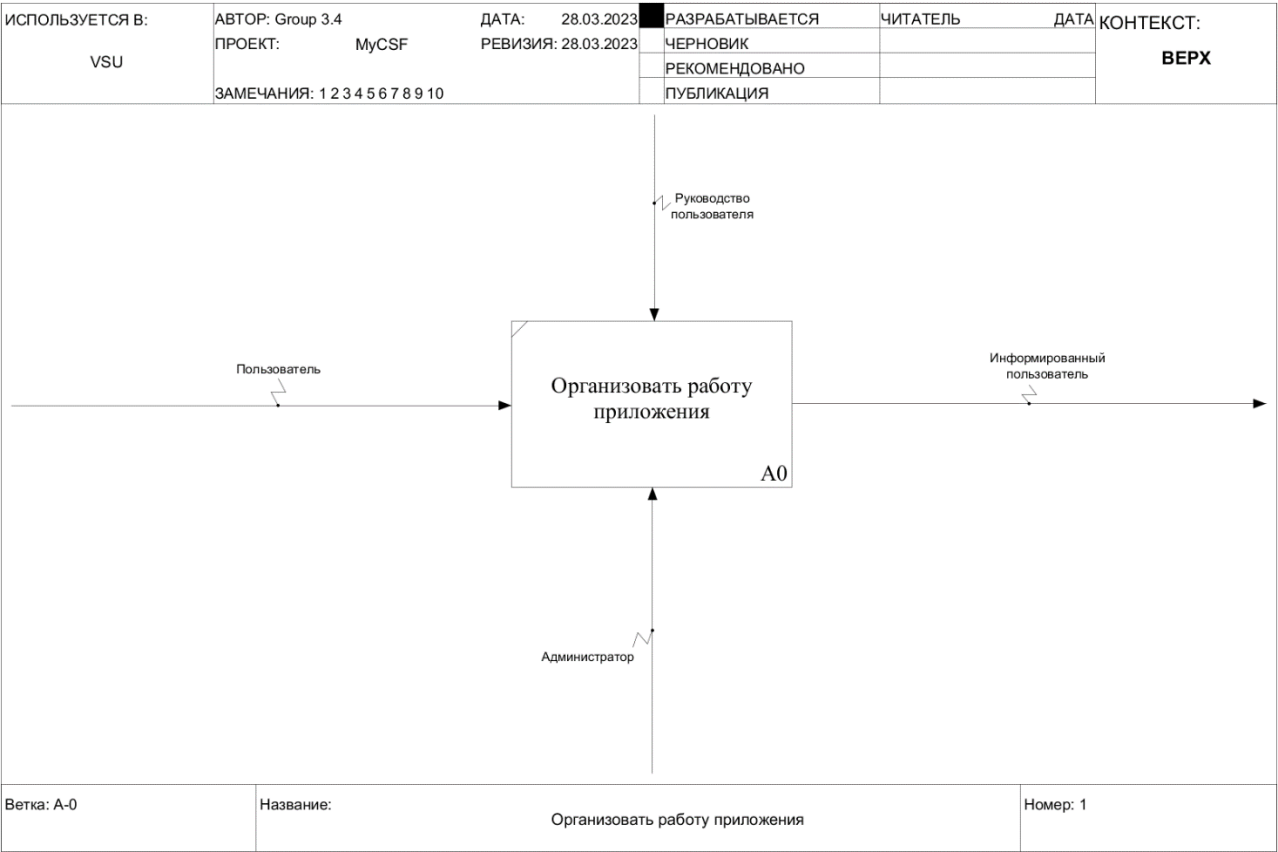 ИСПОЛЬЗУЕТСЯ В:
VSU
АВТОР: Group 3.4
ДАТА: 28.03.2023
ПРОЕКТ: MyCSF
РЕВИЗИЯ: 28.03.2023
ЗАМЕЧАНИЯ: 1 2 3 4 5 6 7 8 9 10
РАЗРАБАТЫВАЕТСЯ
ЧЕРНОВИК
РЕКОМЕНДОВАНО
ПУБЛИКАЦИЯ
ЧИТАТЕЛЬ
ДАТА
КОНТЕКСТ:
ВЕРХ
Руководство
пользователя
Пользователь
Организовать работу
приложения
A0
Информированный
пользователь
Администратор
Ветка: A-0
Название:
Организовать работу приложения
Номер: 1